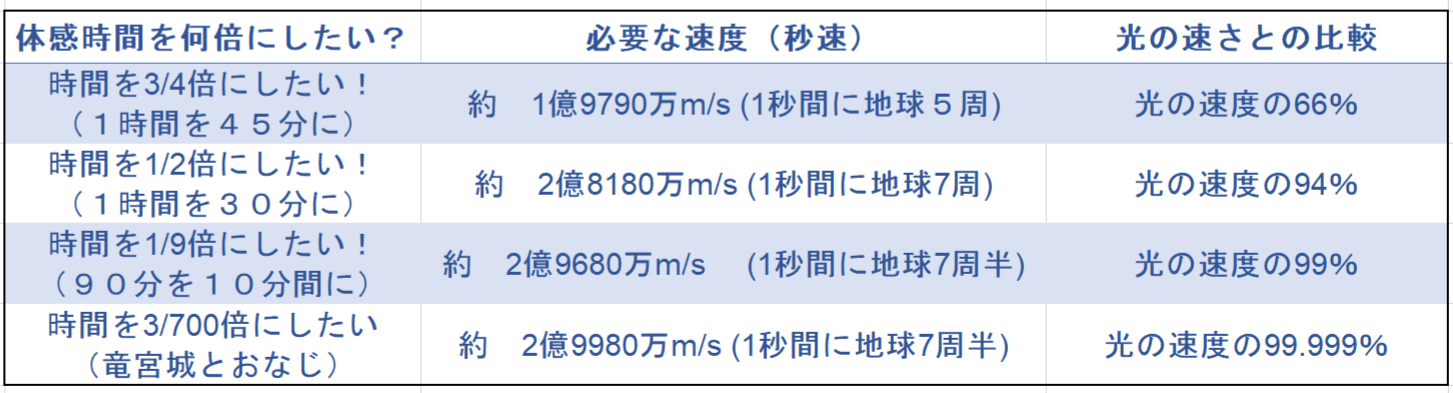 体感時間を何倍にしたい？ 必要な速度（秒速） 光の速さとの比較
時間を3/4倍にしたい！
（１時間を４５分に）
約　1億9790万m/s (1秒間に地球５周)
光の速度の66%
時間を1/2倍にしたい！
（１時間を３０分に）
約　2億8180万m/s (1秒間に地球7周)
光の速度の94%
時間を1/9倍にしたい！
（９０分を１０分間に）
約　2億9680万m/s　(1秒間に地球7周半)
光の速度の99%
時間を3/700倍にしたい
（竜宮城とおなじ）
約　2億9980万m/s (1秒間に地球7周半)
光の速度の99.999%